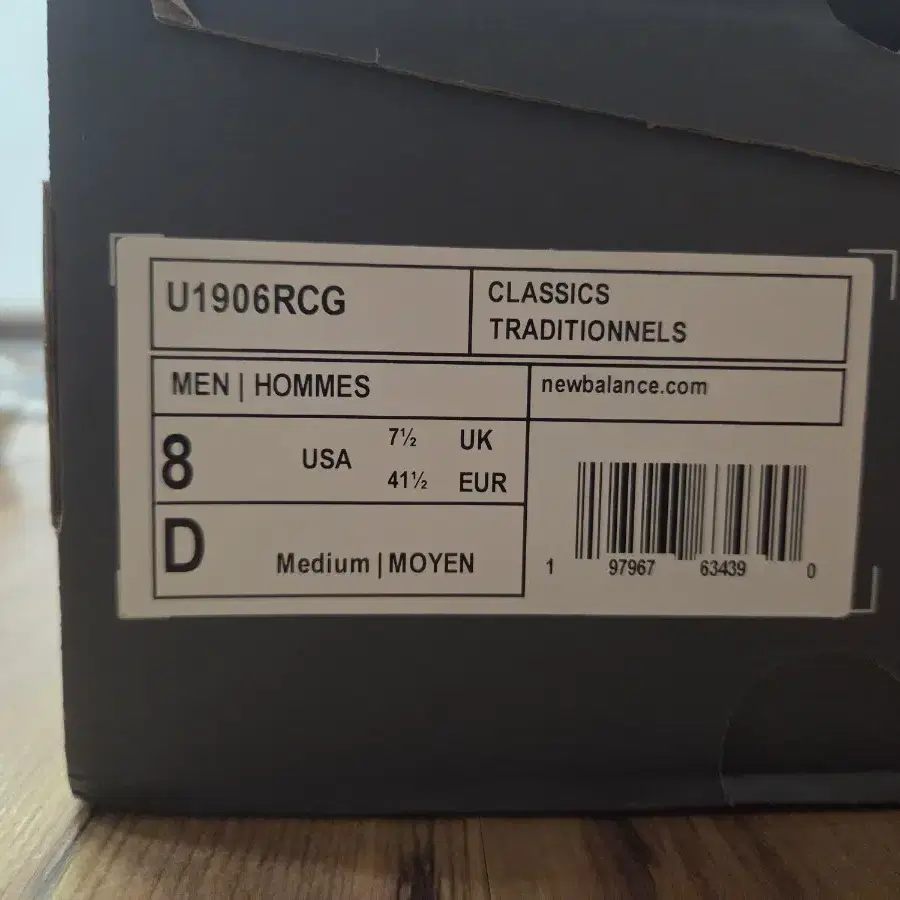 U1906RCG
CLASSICS
TRADITIONNELS
MEN | HOMMES
newbalance.com
8 USA 7½ UK
41½ EUR
D Medium | MOYEN
1 97967 63439 0